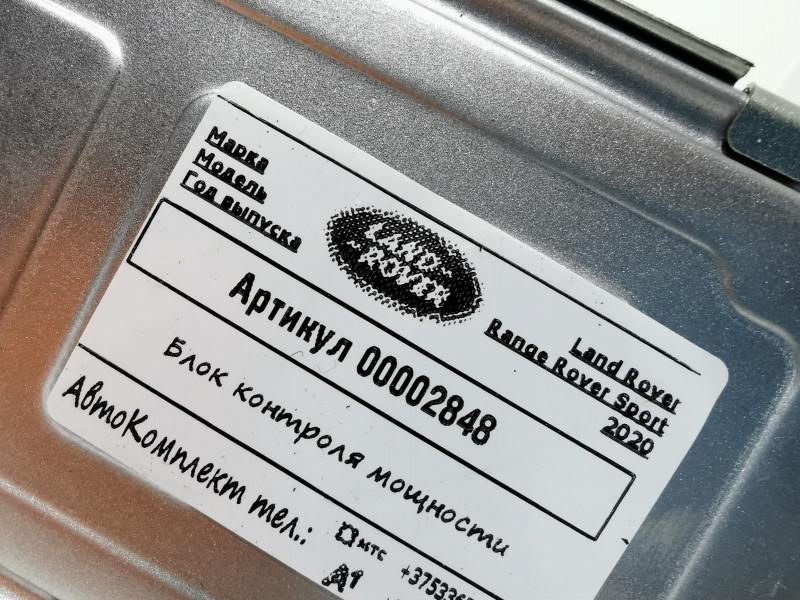 Марка
Land Rover
Модель
Range Rover Sport
Год выпуска
2020
LAND-
-ROVER
Артикул 00002848
Блок контроля мощности
АвтоКомплект тел.:
мтс
A1